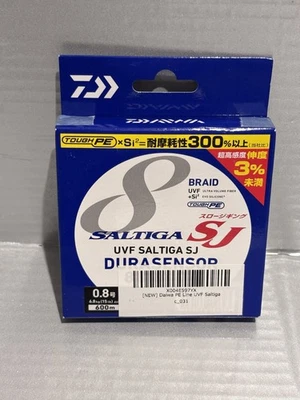 DAIWA
TOUGH PE × Si²=耐摩耗性300%以上
超高感度 伸度
3%
未満
8
BRAID
UVF
+Si²
TOUGH PE
スロージギング
SALTIGA SJ
UVF SALTIGA SJ
DURASENSOR
0.8号
600m
[NEW] Daiwa PE Line UVF Saltiga